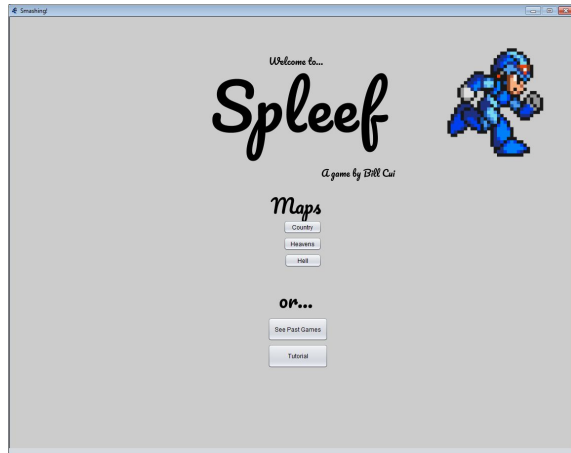 Smashing!
Welcome to...
Spleef
A game by Bill Cui
Maps
Country
Heavens
Hell
or...
See Past Games
Tutorial